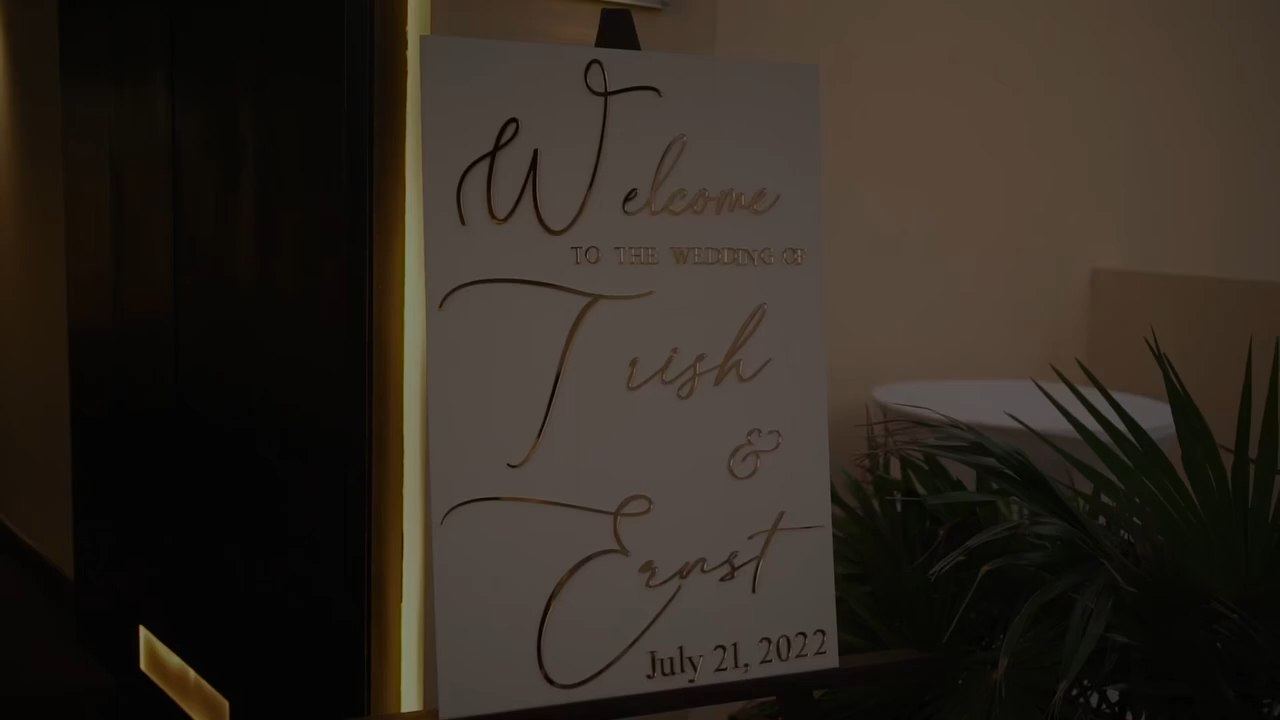 Welcome
TO THE WEDDING OF
Trish
&
Ernst
July 21, 2022